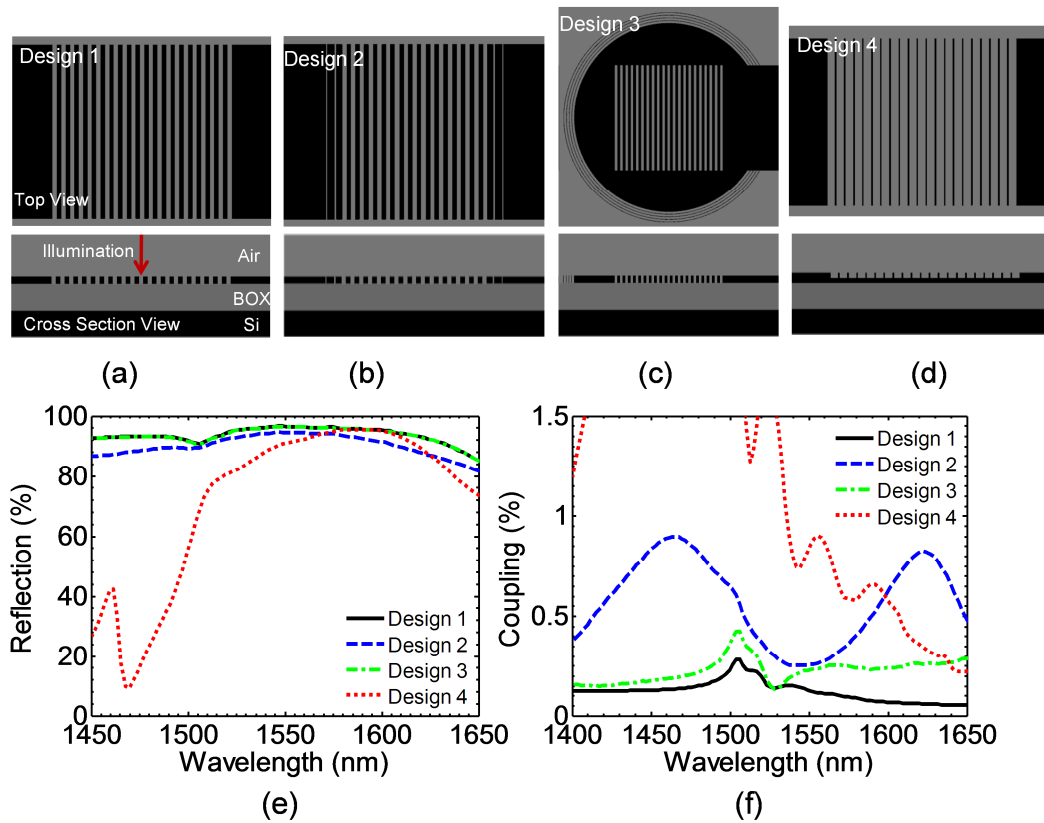 Design 1
Design 2
Design 3
Design 4
Top View
Illumination
Air
BOX
Cross Section View
Si
(a)
(b)
(c)
(d)
100
80
60
40
20
0
Reflection (%)
Design 1
Design 2
Design 3
Design 4
1450
1500
1550
1600
1650
Wavelength (nm)
(e)
1.5
1
0.5
0
Coupling (%)
Design 1
Design 2
Design 3
Design 4
1400
1450
1500
1550
1600
1650
Wavelength (nm)
(f)